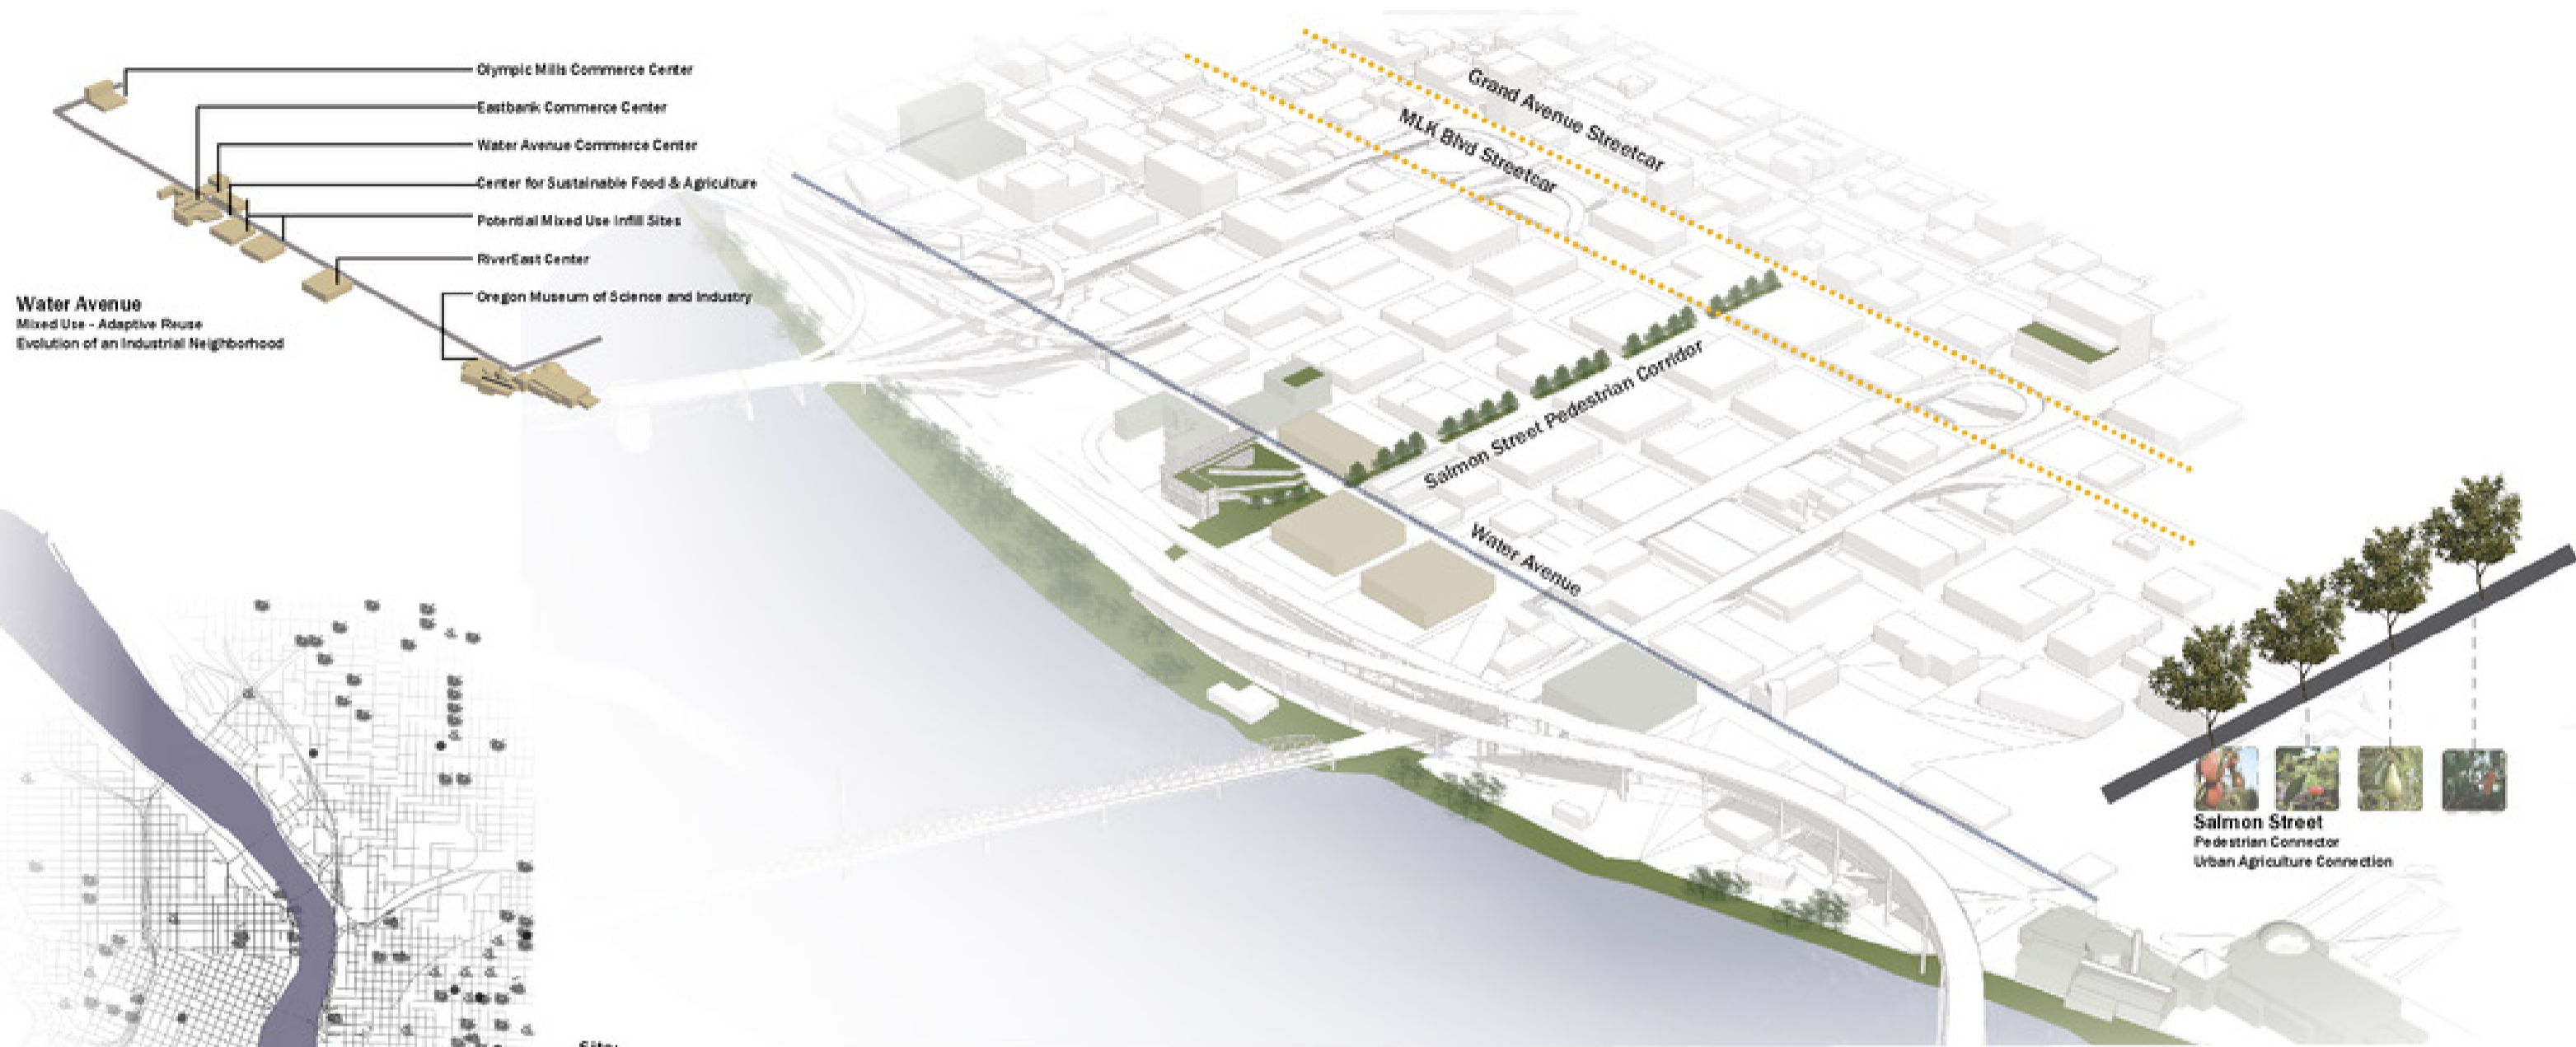 Olympic Mills Commerce Center
Eastbank Commerce Center
Water Avenue Commerce Center
Center for Sustainable Food & Agriculture
Potential Mixed Use Infill Sites
RiverEast Center
Oregon Museum of Science and Industry
Water Avenue
Mixed Use - Adaptive Reuse
Evolution of an Industrial Neighborhood
Grand Avenue Streetcar
MLK Blvd Streetcar
Salmon Street Pedestrian Corridor
Water Avenue
Salmon Street
Pedestrian Connector
Urban Agriculture Connection
Site: